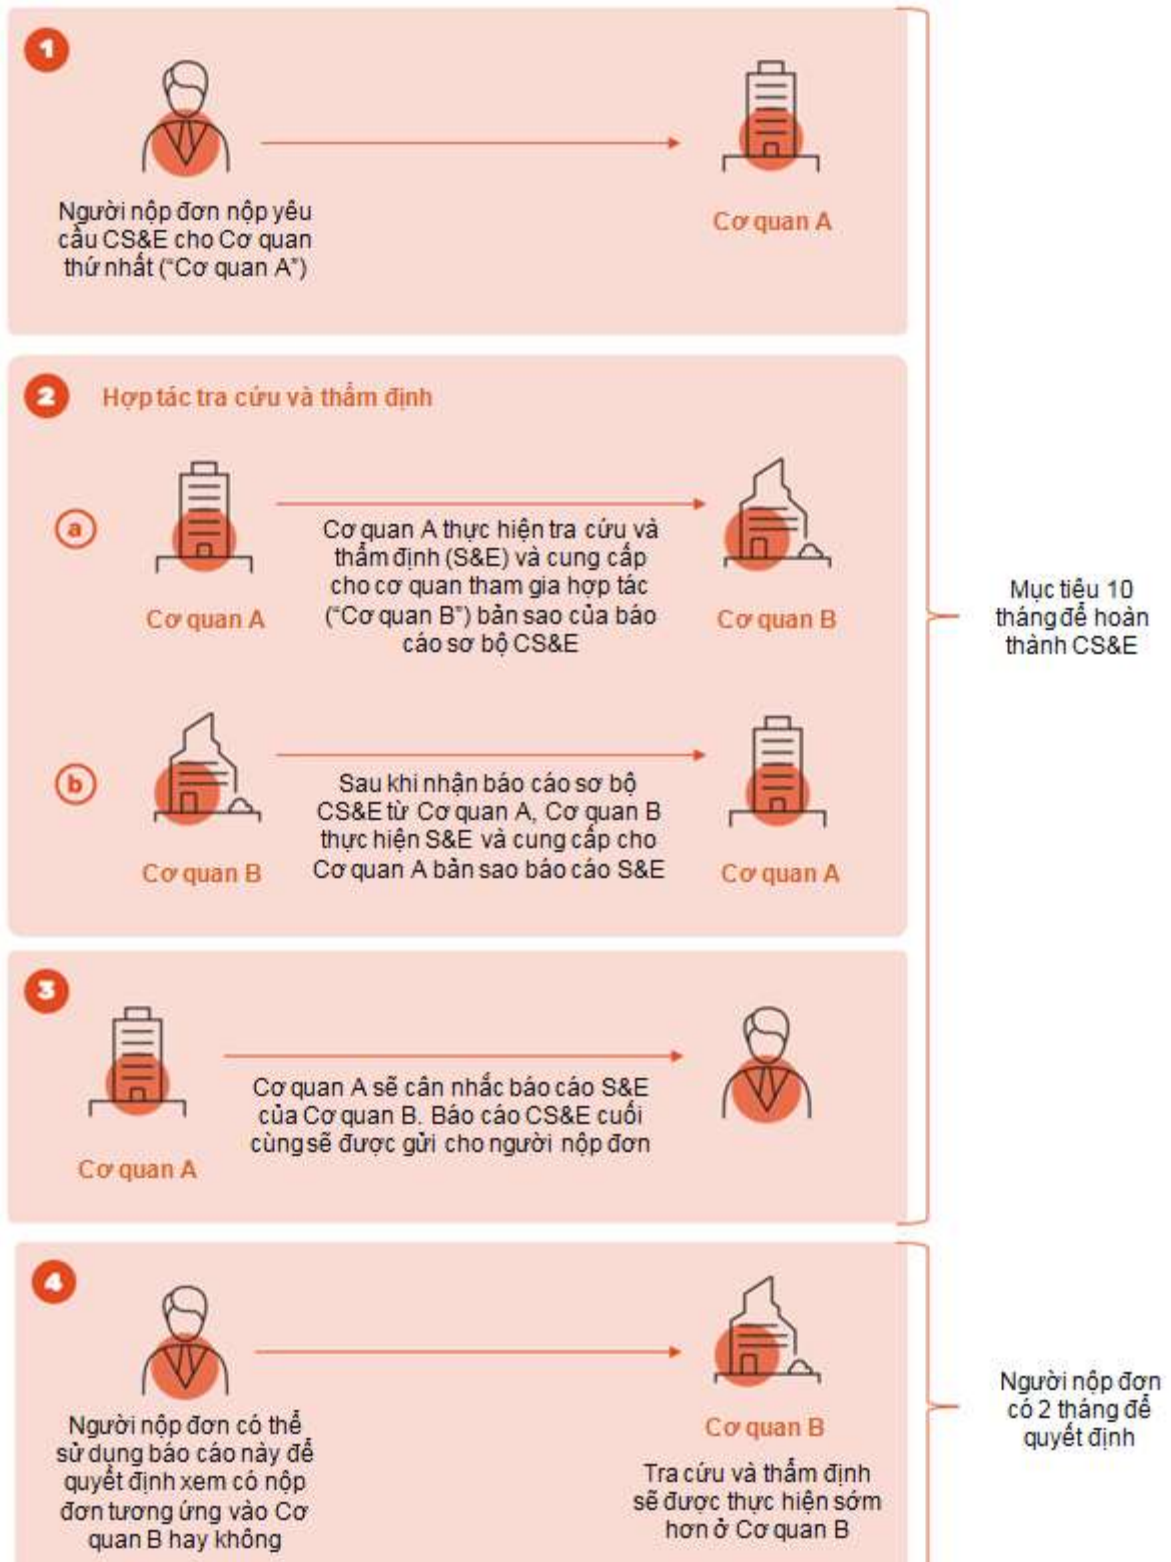 1
Người nộp đơn nộp yêu
cầu CS&E cho Cơ quan
thứ nhất (“Cơ quan A”)
Cơ quan A
2
Hợp tác tra cứu và thẩm định
a
Cơ quan A
Cơ quan A thực hiện tra cứu và
thẩm định (S&E) và cung cấp
cho cơ quan tham gia hợp tác
(“Cơ quan B”) bản sao của báo
cáo sơ bộ CS&E
Cơ quan B
b
Cơ quan B
Sau khi nhận báo cáo sơ bộ
CS&E từ Cơ quan A, Cơ quan B
thực hiện S&E và cung cấp cho
Cơ quan A bản sao báo cáo S&E
Cơ quan A
3
Cơ quan A
Cơ quan A sẽ cân nhắc báo cáo S&E
của Cơ quan B. Báo cáo CS&E cuối
cùng sẽ được gửi cho người nộp đơn
Mục tiêu 10
tháng để hoàn
thành CS&E
4
Người nộp đơn có thể
sử dụng báo cáo này để
quyết định xem có nộp
đơn tương ứng vào Cơ
quan B hay không
Cơ quan B
Tra cứu và thẩm định
sẽ được thực hiện sớm
hơn ở Cơ quan B
Người nộp đơn
có 2 tháng để
quyết định